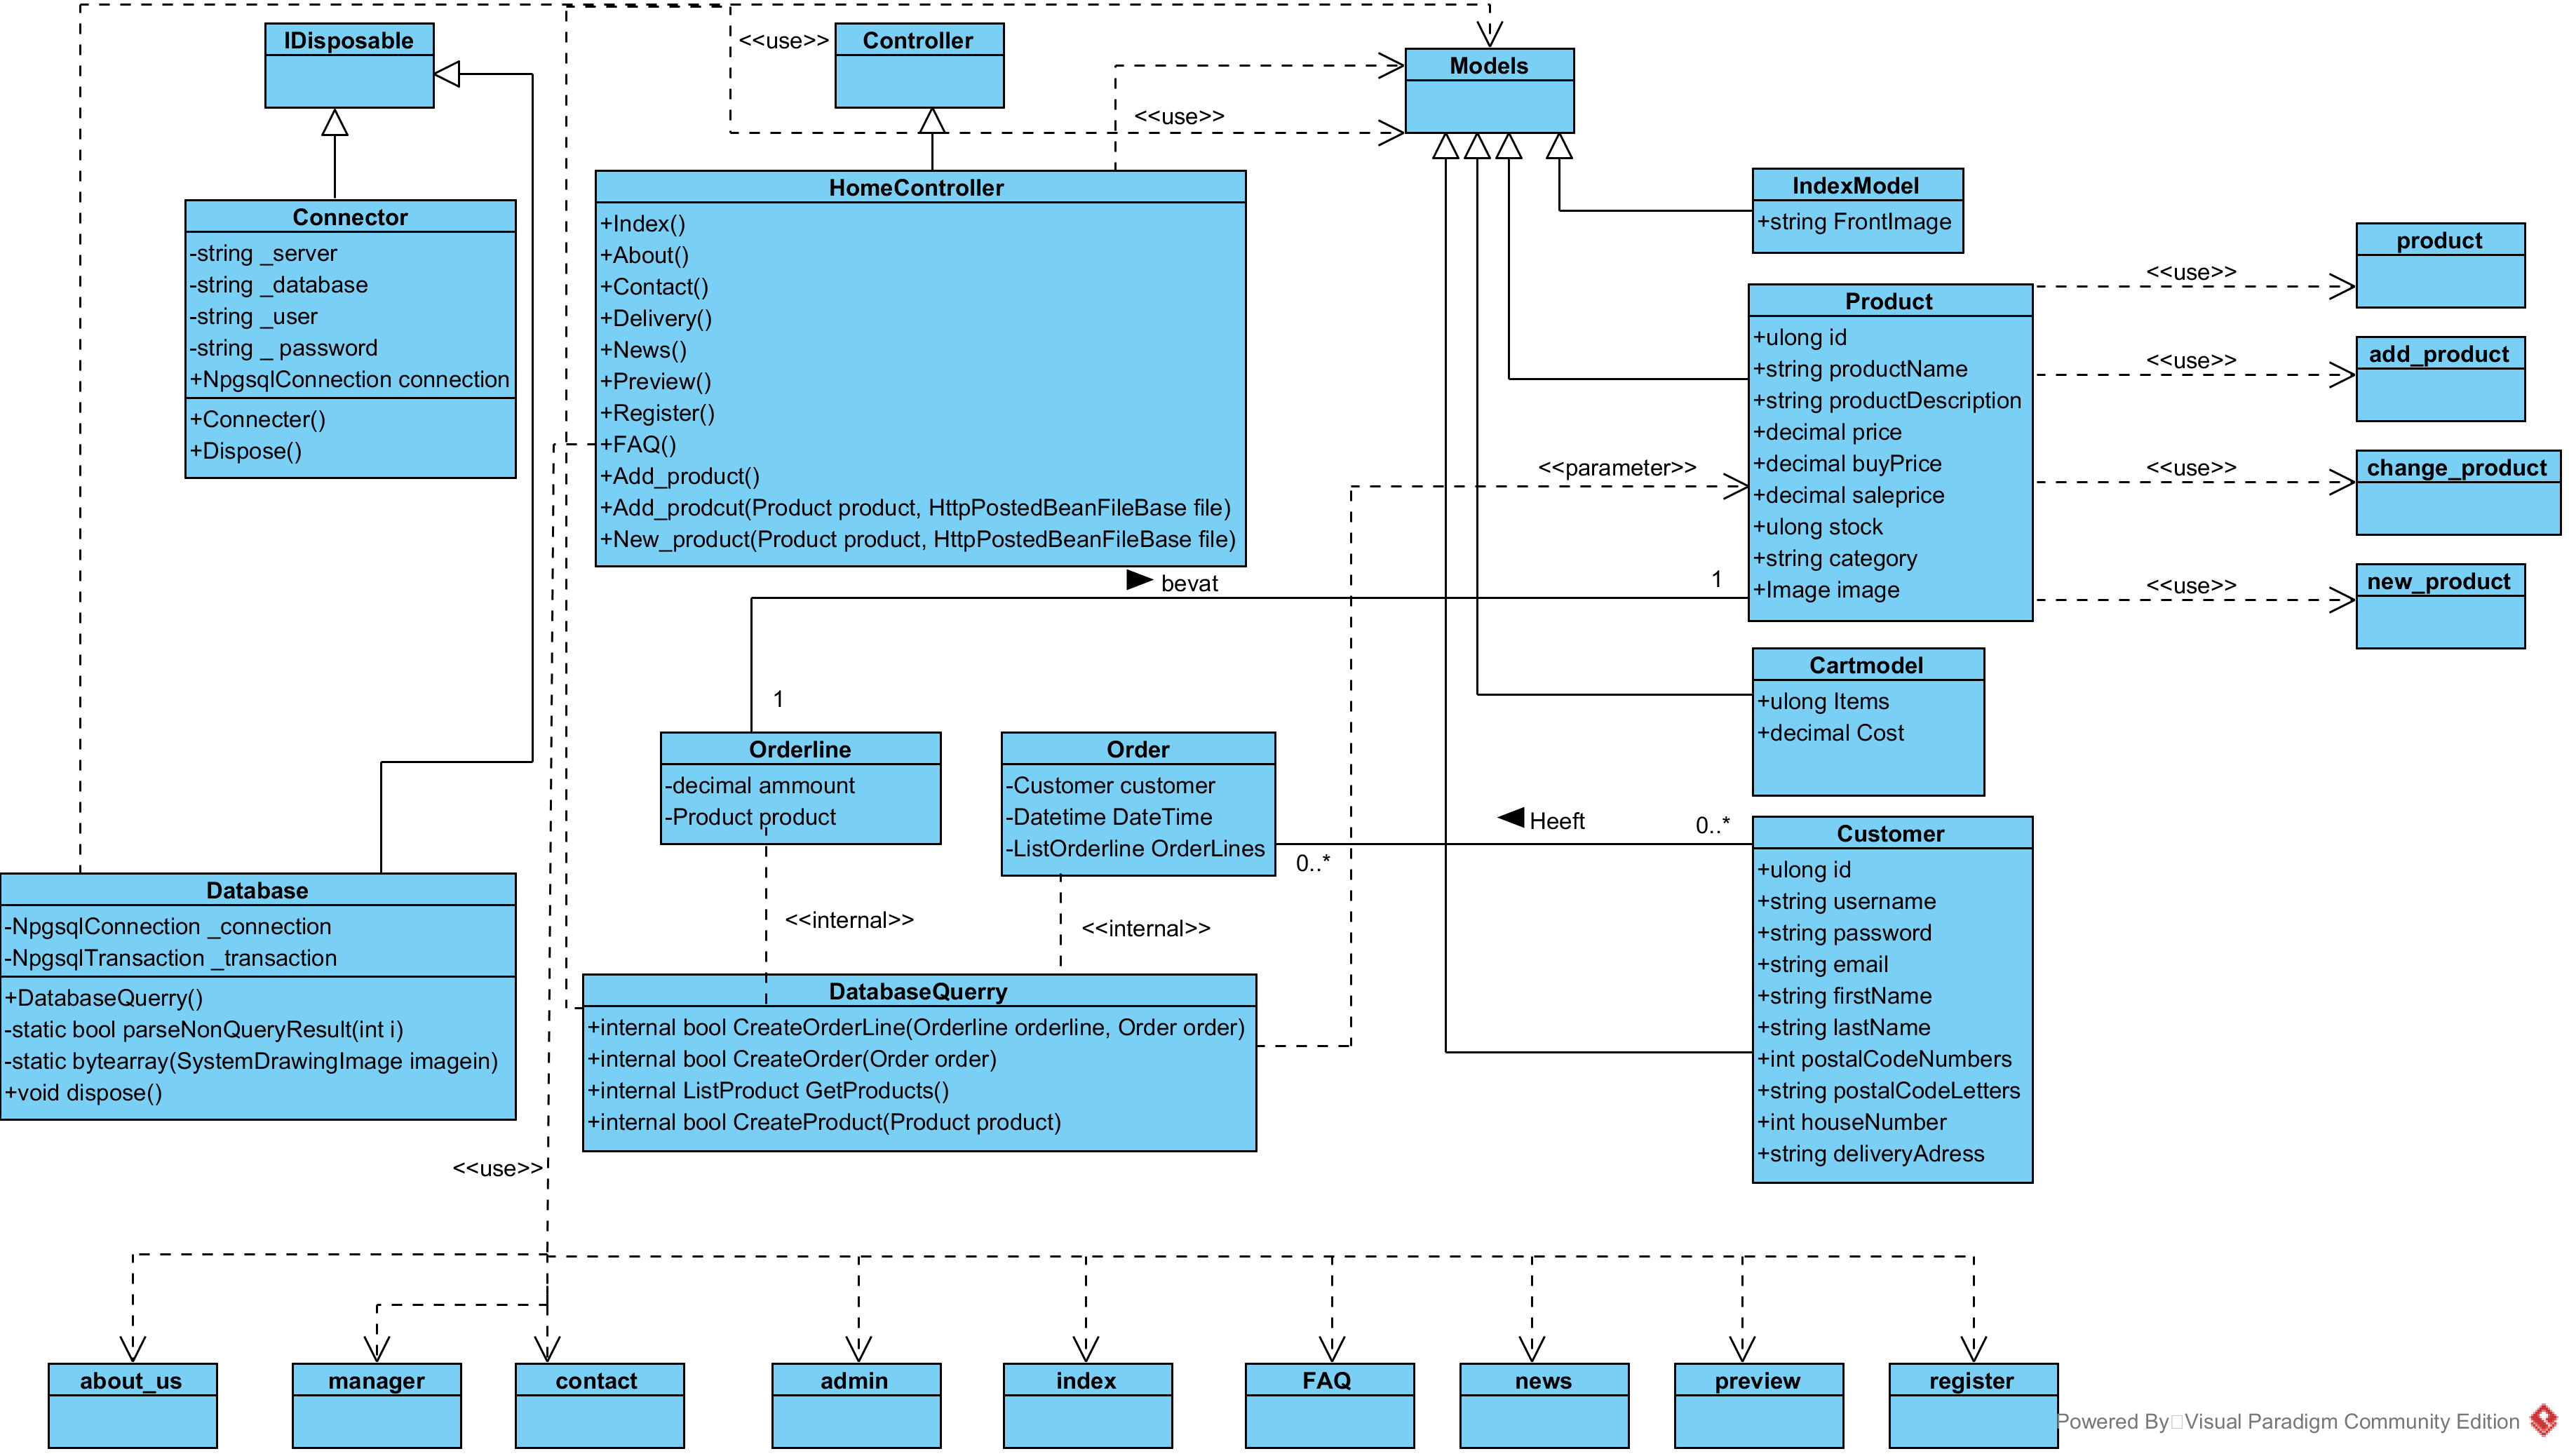 IDisposable
<<use>>
Controller
Models
<<use>>
Connector
-string _server
-string _database
-string _user
-string _ password
+NpgsqlConnection connection
+Connecter()
+Dispose()
HomeController
+Index()
+About()
+Contact()
+Delivery()
+News()
+Preview()
+Register()
+FAQ()
+Add_product()
+Add_prodcut(Product product, HttpPostedBeanFileBase file)
+New_product(Product product, HttpPostedBeanFileBase file)
IndexModel
+string FrontImage
Product
+ulong id
+string productName
+string productDescription
+decimal price
+decimal buyPrice
+decimal saleprice
+ulong stock
+string category
+Image image
<<use>>
product
<<use>>
add_product
<<use>>
change_product
<<use>>
new_product
<<parameter>>
bevat
1
1
Cartmodel
+ulong Items
+decimal Cost
Orderline
-decimal ammount
-Product product
Order
-Customer customer
-Datetime DateTime
-ListOrderline OrderLines
Heeft
0..*
0..*
Customer
+ulong id
+string username
+string password
+string email
+string firstName
+string lastName
+int postalCodeNumbers
+string postalCodeLetters
+int houseNumber
+string deliveryAdress
Database
-NpgsqlConnection _connection
-NpgsqlTransaction _transaction
+DatabaseQuerry()
-static bool parseNonQueryResult(int i)
-static bytearray(SystemDrawingImage imagein)
+void dispose()
<<internal>>
<<internal>>
DatabaseQuerry
+internal bool CreateOrderLine(Orderline orderline, Order order)
+internal bool CreateOrder(Order order)
+internal ListProduct GetProducts()
+internal bool CreateProduct(Product product)
<<use>>
about_us
manager
contact
admin
index
FAQ
news
preview
register
Powered By Visual Paradigm Community Edition